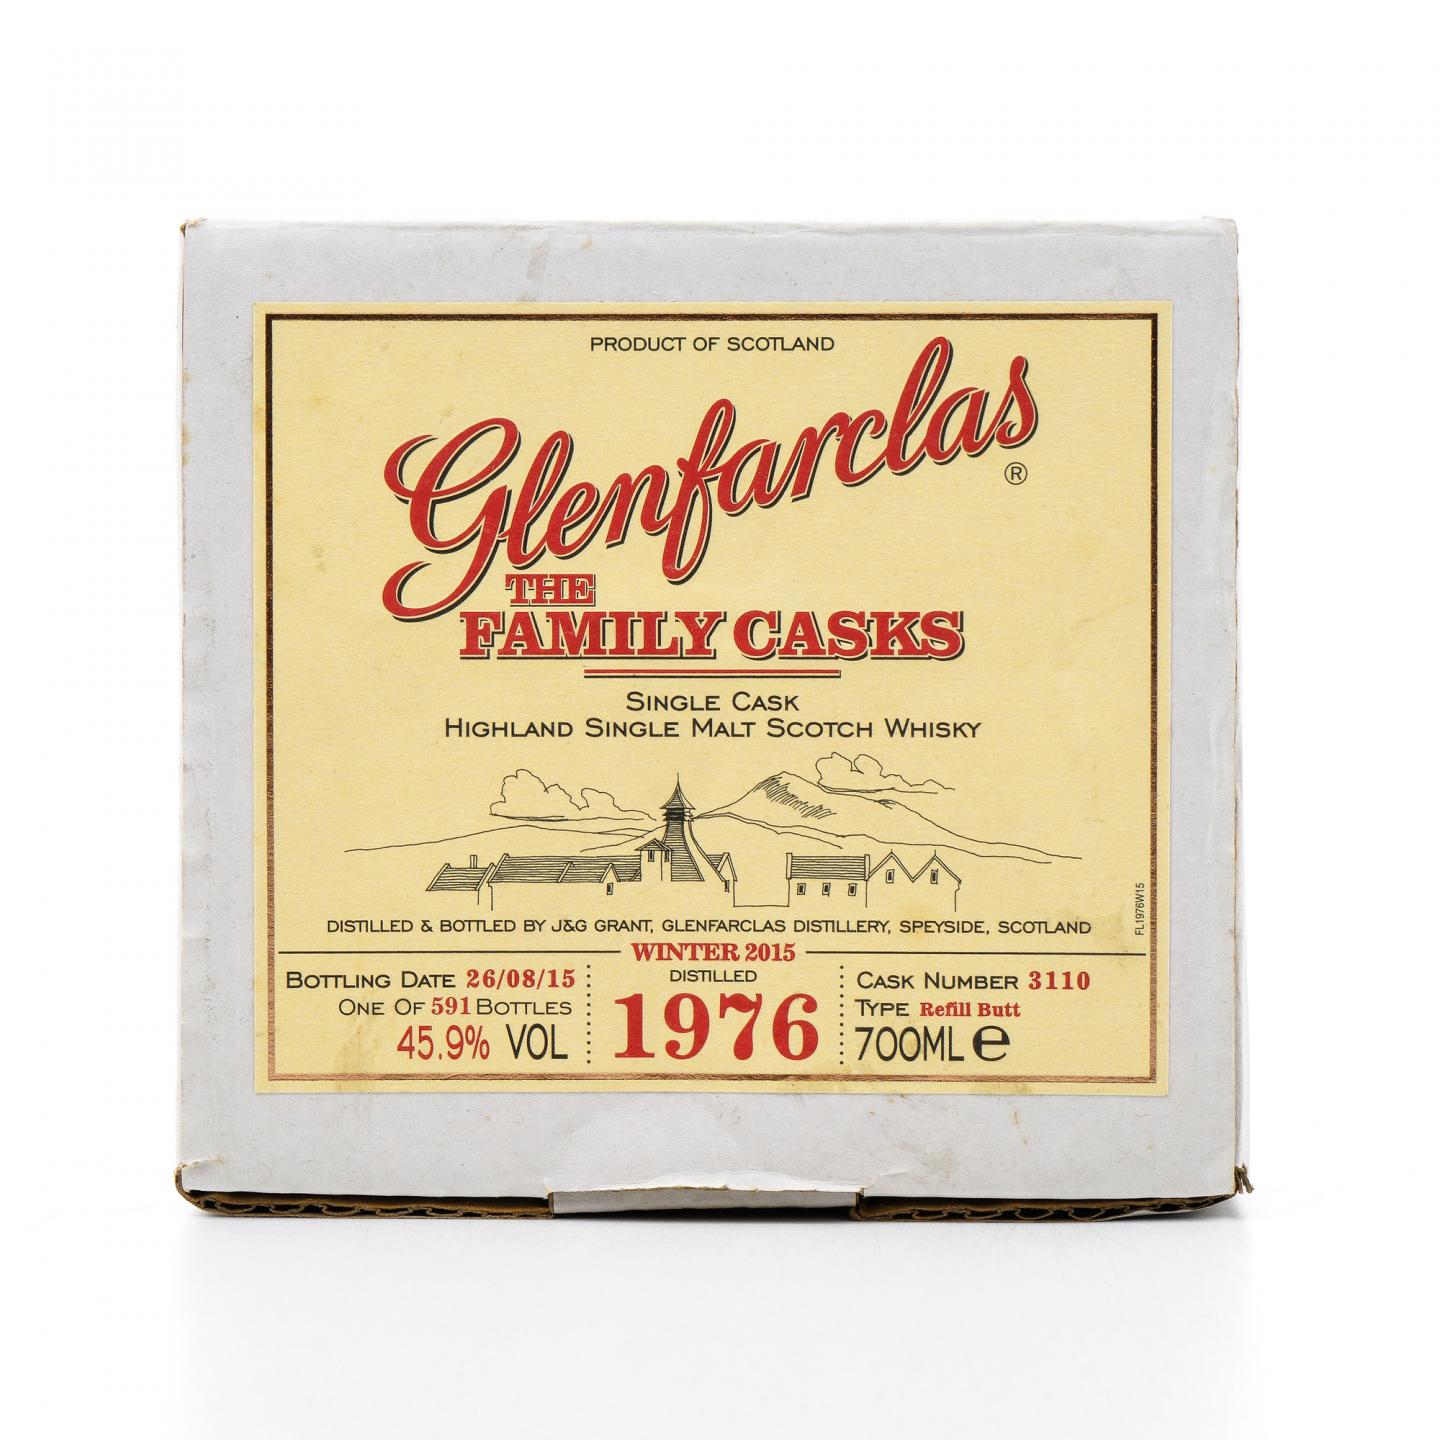 PRODUCT OF SCOTLAND
Glenfarclas
®
THE
FAMILY CASKS
SINGLE CASK
HIGHLAND SINGLE MALT SCOTCH WHISKY
FL1976W15
DISTILLED & BOTTLED BY J&G GRANT, GLENFARCLAS DISTILLERY, SPEYSIDE, SCOTLAND
WINTER 2015
BOTTLING DATE 26/08/15
ONE OF 591 BOTTLES
45.9% VOL
DISTILLED
1976
CASK NUMBER 3110
TYPE Refill Butt
700ML e